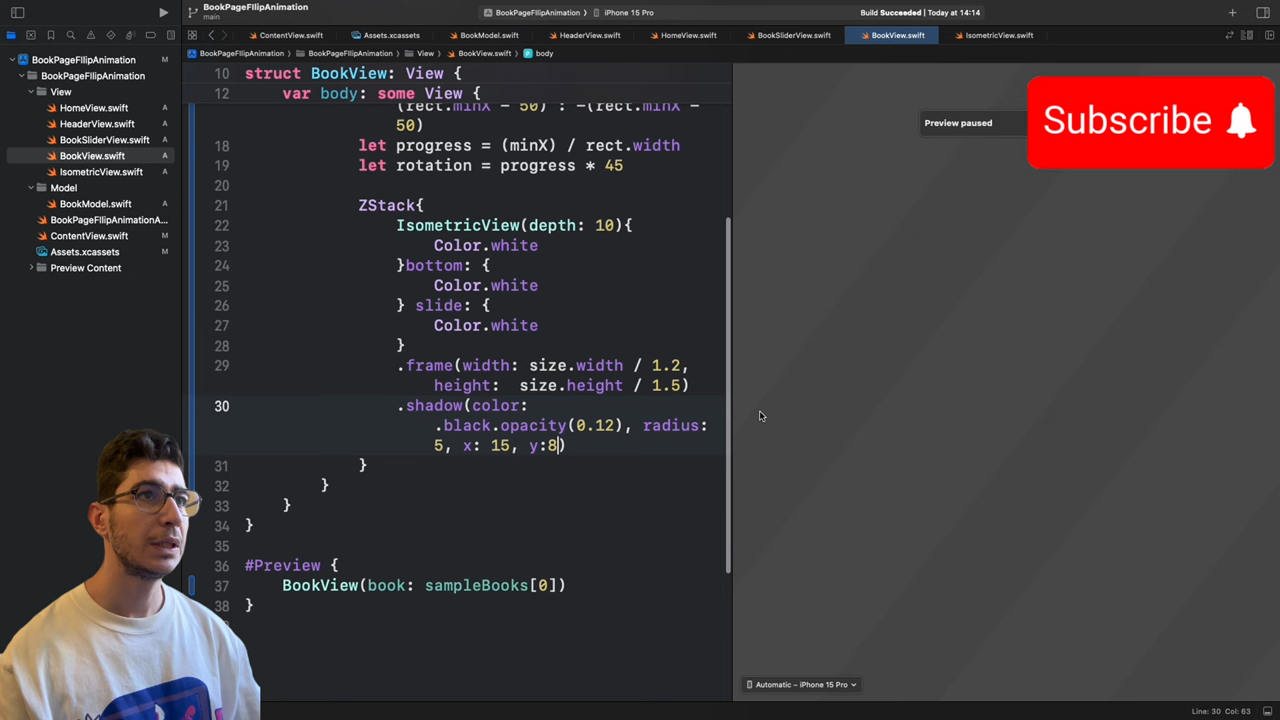 BookPageFlipAnimation
main
BookPageFlipAnimation
iPhone 15 Pro
Build Succeeded | Today at 14:14
ContentView.swift
Assets.xcassets
BookModel.swift
HeaderView.swift
HomeView.swift
BookSliderView.swift
BookView.swift
IsometricView.swift
BookPageFlipAnimation
BookPageFlipAnimation
View
BookView.swift
body
BookPageFlipAnimation
BookPageFlipAnimation
A
View
HomeView.swift A
HeaderView.swift A
BookSliderView.swift A
BookView.swift A
IsometricView.swift A
Model
BookModel.swift A
BookPageFlipAnimationA... A
ContentView.swift M
Assets.xcassets M
Preview Content
10 struct BookView: View {
12 var body: some View {
(rect.minX - 50) : -(rect.minX -
50)
18 let progress = (minX) / rect.width
19 let rotation = progress * 45
20
21 ZStack{
22 IsometricView(depth: 10){
23 Color.white
24 }bottom: {
25 Color.white
26 } slide: {
27 Color.white
28 }
29 .frame(width: size.width / 1.2,
height: size.height / 1.5)
30 .shadow(color:
.black.opacity(0.12), radius:
5, x: 15, y:8)
31 }
32 }
33 }
34 }
35
36 #Preview {
37 BookView(book: sampleBooks[0])
38 }
Preview paused
Subscribe
Automatic – iPhone 15 Pro
Line: 30 Col: 63